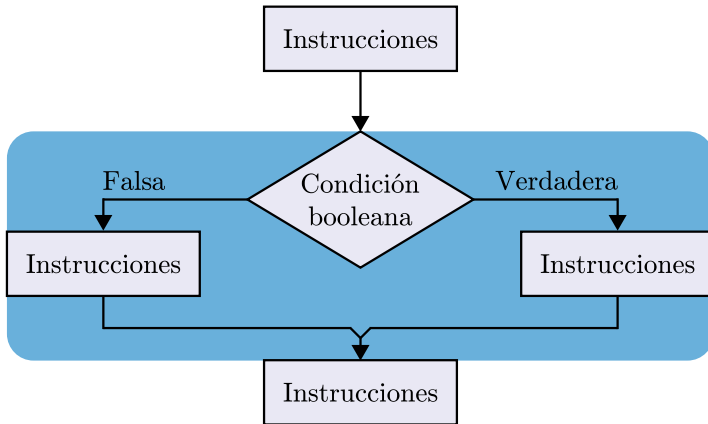 Instrucciones
Falsa
Condición
booleana
Verdadera
Instrucciones
Instrucciones
Instrucciones